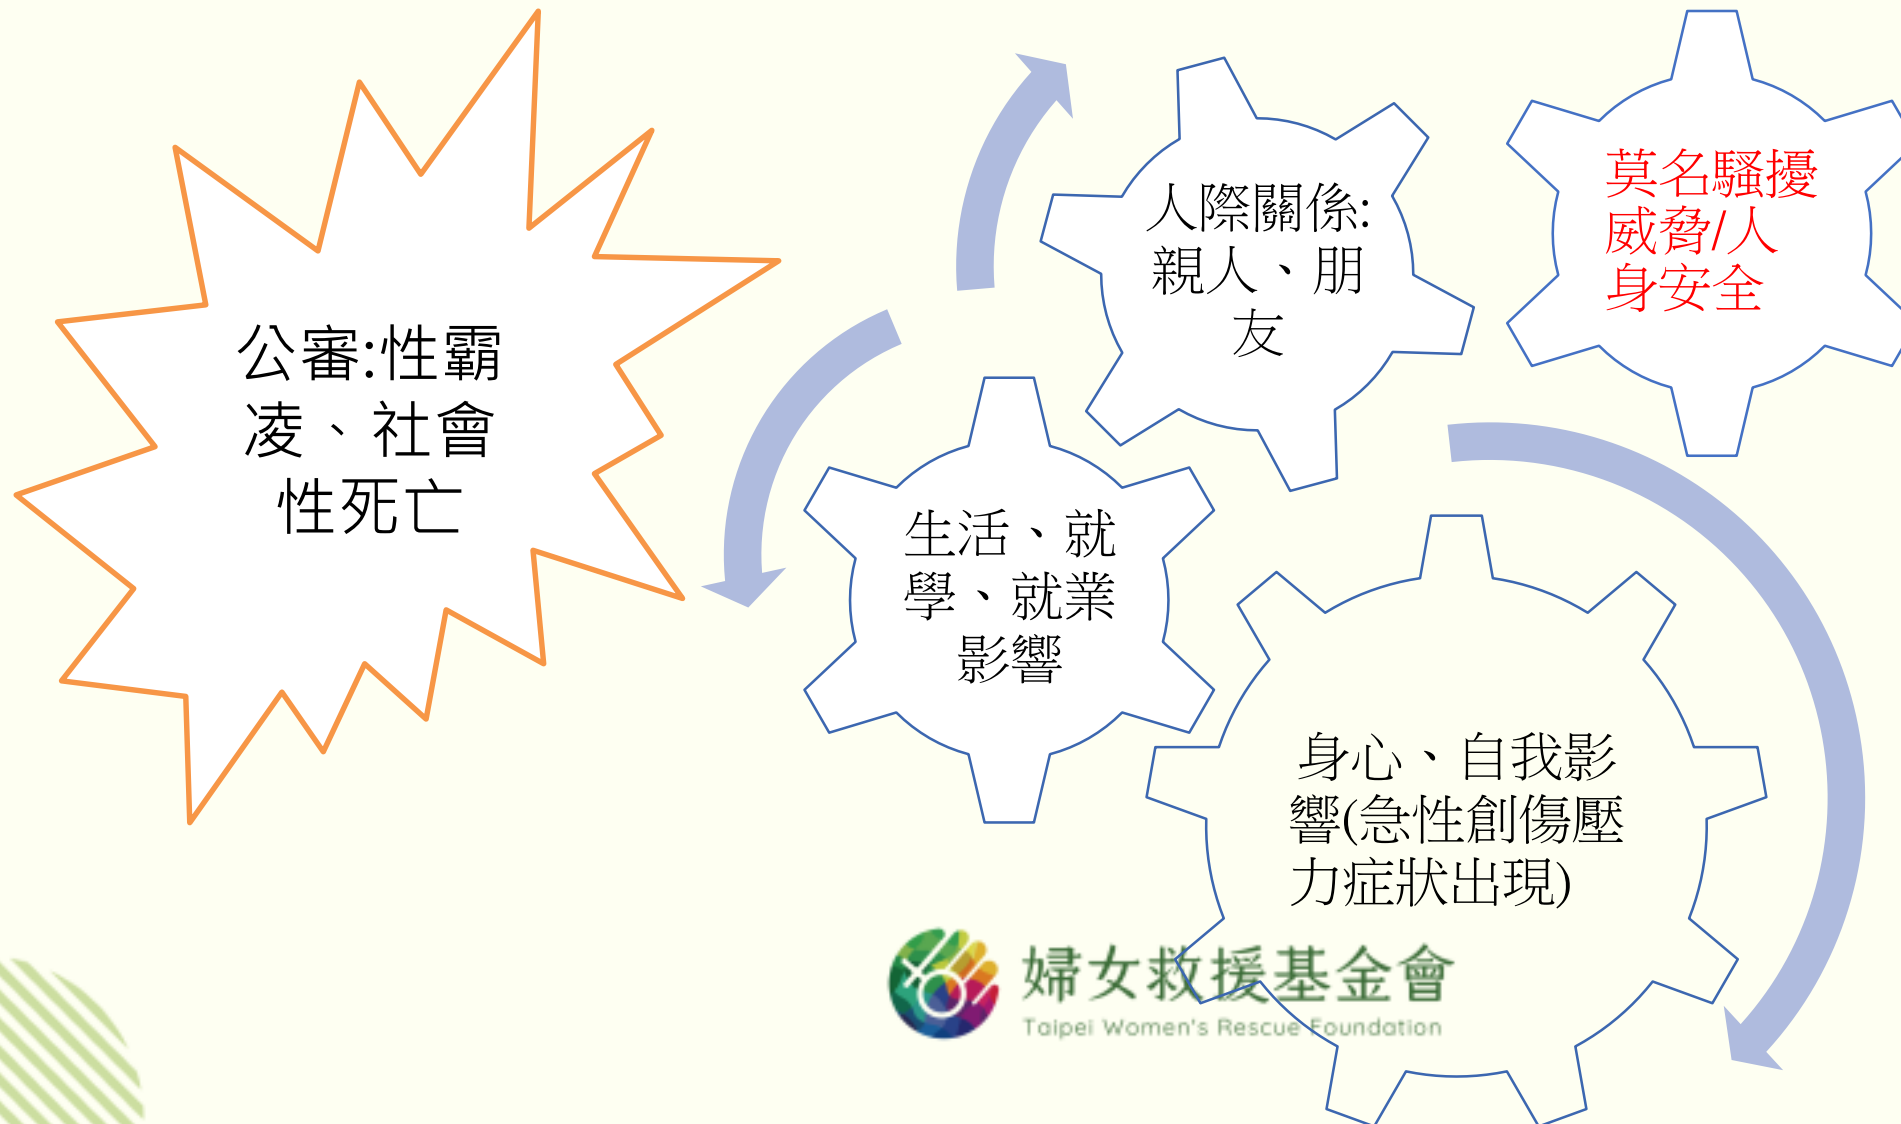 公審:性霸
凌、社會
性死亡
人際關係:
親人、朋
友
莫名騷擾
威脅/人
身安全
生活、就
學、就業
影響
身心、自我影
響(急性創傷壓
力症狀出現)
婦女救援基金會
Taipei Women's Rescue Foundation